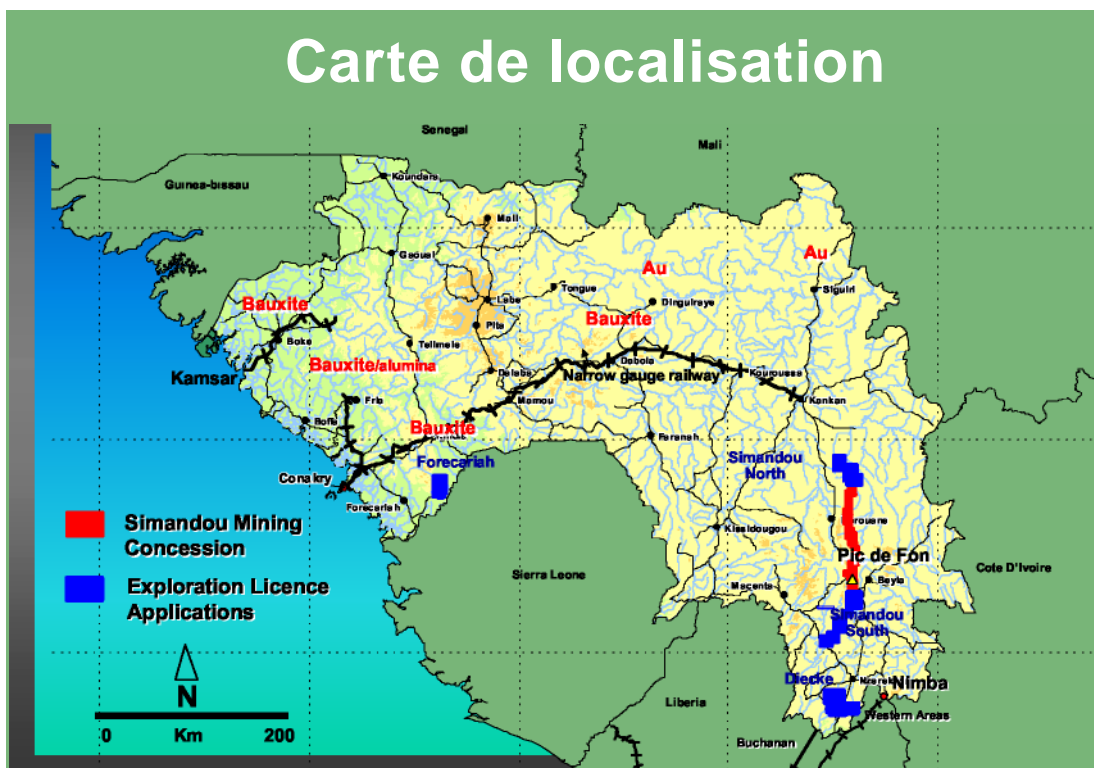 Carte de localisation
Senegal
Mali
Guinea-bissau
Koundara
Mali
Gaoual
Au
Au
Tongue
Siguiri
Labe
Dinguiraye
Bauxite
Bauxite
Pita
Boke
Telimele
Bauxite/alumina
Dabola
Kamsar
Dalaba
Narrow gauge railway
Kouroussa
Fria
Mamou
Kankan
Boffa
Bauxite
Faranah
Forecariah
Simandou
North
Conakry
Forecariah
Simandou Mining
Concession
Kissidougou
Pic de Fon
Exploration Licence
Applications
Sierra Leone
Macenta
Beyla
Cote D'Ivoire
Simandou
South
N
Diecke
Nimba
Liberia
Western Areas
0 Km 200
Buchanan